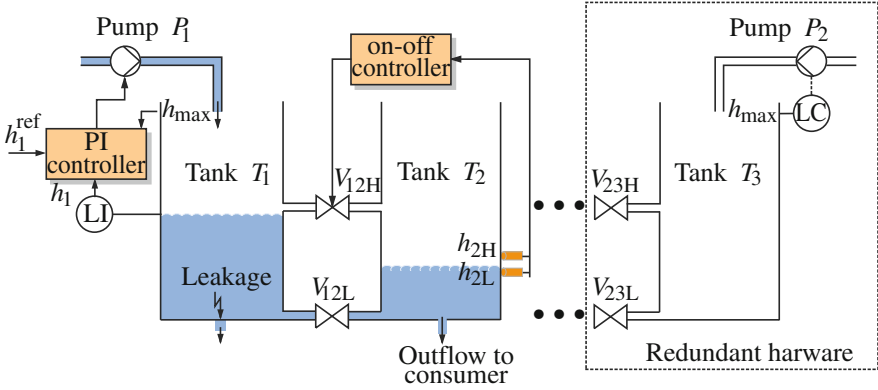 Pump P₁
on-off
controller
Pump P₂
h₁ʳᵉᶠ
PI
controller
hmax
hmax
LC
h₁
LI
Tank T₁
V12H
Tank T₂
V23H
Tank T₃
h2H
h2L
Leakage
V12L
V23L
Outflow to
consumer
Redundant harware